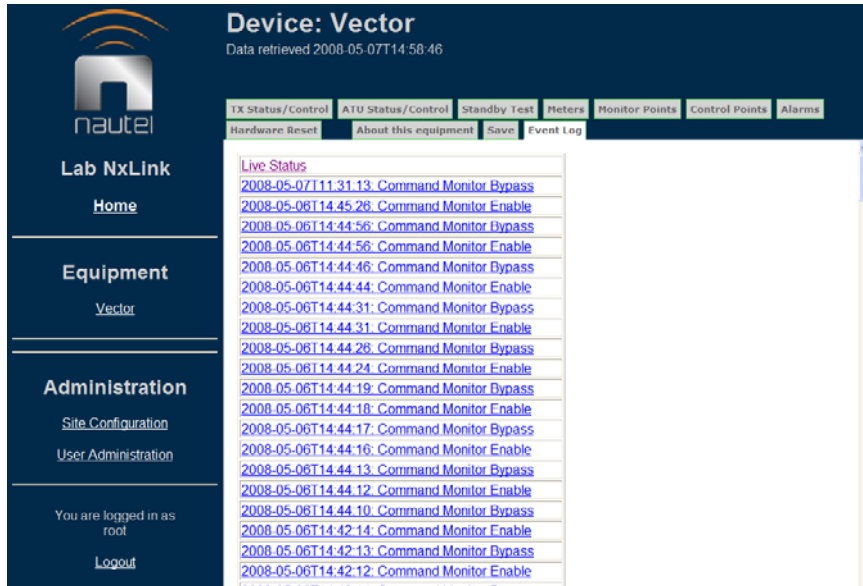 nautel
Lab NxLink
Home
Equipment
Vector
Administration
Site Configuration
User Administration
You are logged in as
root
Logout
Device: Vector
Data retrieved 2008-05-07T14:58:46
TX Status/Control ATU Status/Control Standby Test Meters Monitor Points Control Points Alarms
Hardware Reset About this equipment Save Event Log
Live Status
2008-05-07T11:31:13: Command Monitor Bypass
2008-05-06T14:45:26: Command Monitor Enable
2008-05-06T14:44:56: Command Monitor Bypass
2008-05-06T14:44:56: Command Monitor Enable
2008-05-06T14:44:46: Command Monitor Bypass
2008-05-06T14:44:44: Command Monitor Enable
2008-05-06T14:44:31: Command Monitor Bypass
2008-05-06T14:44:31: Command Monitor Enable
2008-05-06T14:44:26: Command Monitor Bypass
2008-05-06T14:44:24: Command Monitor Enable
2008-05-06T14:44:19: Command Monitor Bypass
2008-05-06T14:44:18: Command Monitor Enable
2008-05-06T14:44:17: Command Monitor Bypass
2008-05-06T14:44:16: Command Monitor Enable
2008-05-06T14:44:13: Command Monitor Bypass
2008-05-06T14:44:12: Command Monitor Enable
2008-05-06T14:44:10: Command Monitor Bypass
2008-05-06T14:42:14: Command Monitor Enable
2008-05-06T14:42:13: Command Monitor Bypass
2008-05-06T14:42:12: Command Monitor Enable